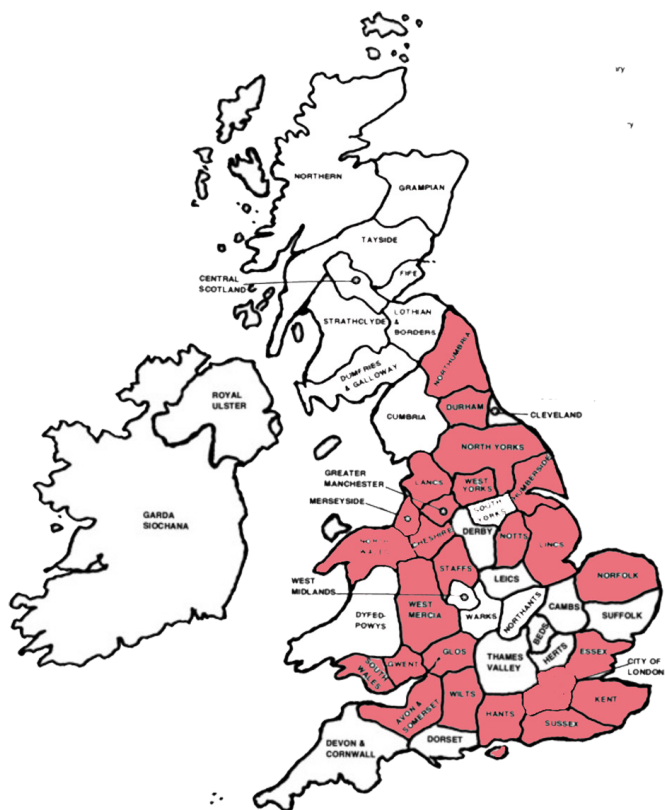 NORTHERN
GRAMPIAN
TAYSIDE
CENTRAL
SCOTLAND
FIFE
STRATHCLYDE
LOTHIAN
&
BORDERS
DUMFRIES
& GALLOWAY
NORTHUMBRIA
ROYAL
ULSTER
CUMBRIA
DURHAM
CLEVELAND
NORTH YORKS
GREATER
MANCHESTER
LANCS
WEST
YORKS
HUMBERSIDE
MERSEYSIDE
SOUTH
YORKS
GARDA
SIOCHANA
NORTH
WALES
CHESHIRE
DERBY
NOTTS
LINCS
STAFFS
WEST
MIDLANDS
LEICS
NORFOLK
DYFED-
POWYS
WEST
MERCIA
WARKS
NORTHANTS
CAMBS
SUFFOLK
BEDS
HERTS
ESSEX
SOUTH
WALES
GWENT
GLOS
THAMES
VALLEY
CITY OF
LONDON
AVON &
SOMERSET
WILTS
HANTS
KENT
SUSSEX
DEVON &
CORNWALL
DORSET